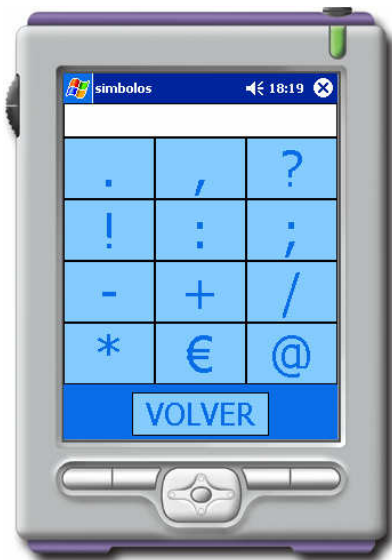 simbolos 18:19
. , ?
! : ;
- + /
* € @
VOLVER